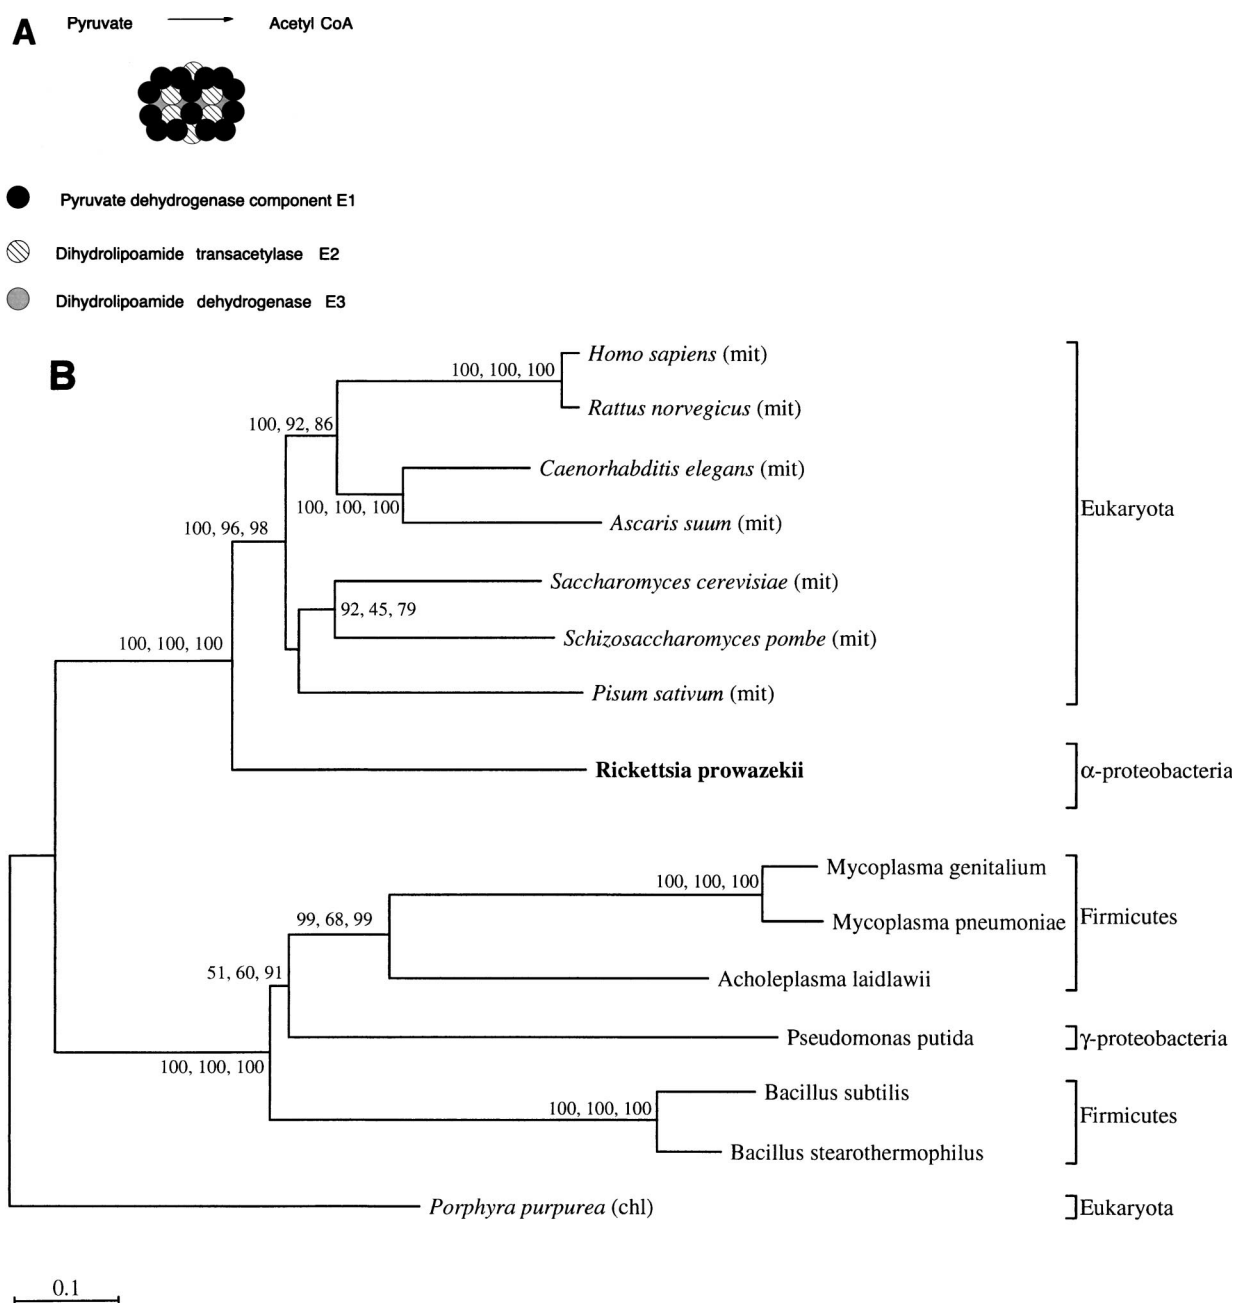 A
Pyruvate Acetyl CoA
Pyruvate dehydrogenase component E1
Dihydrolipoamide transacetylase E2
Dihydrolipoamide dehydrogenase E3
B
Homo sapiens (mit)
100, 100, 100
Rattus norvegicus (mit)
100, 92, 86
Caenorhabditis elegans (mit)
100, 100, 100
Eukaryota
Ascaris suum (mit)
100, 96, 98
Saccharomyces cerevisiae (mit)
92, 45, 79
Schizosaccharomyces pombe (mit)
100, 100, 100
Pisum sativum (mit)
Rickettsia prowazekii
α-proteobacteria
Mycoplasma genitalium
100, 100, 100
Mycoplasma pneumoniae
Firmicutes
99, 68, 99
51, 60, 91
Acholeplasma laidlawii
Pseudomonas putida
γ-proteobacteria
100, 100, 100
Bacillus subtilis
100, 100, 100
Firmicutes
Bacillus stearothermophilus
Porphyra purpurea (chl)
Eukaryota
0.1